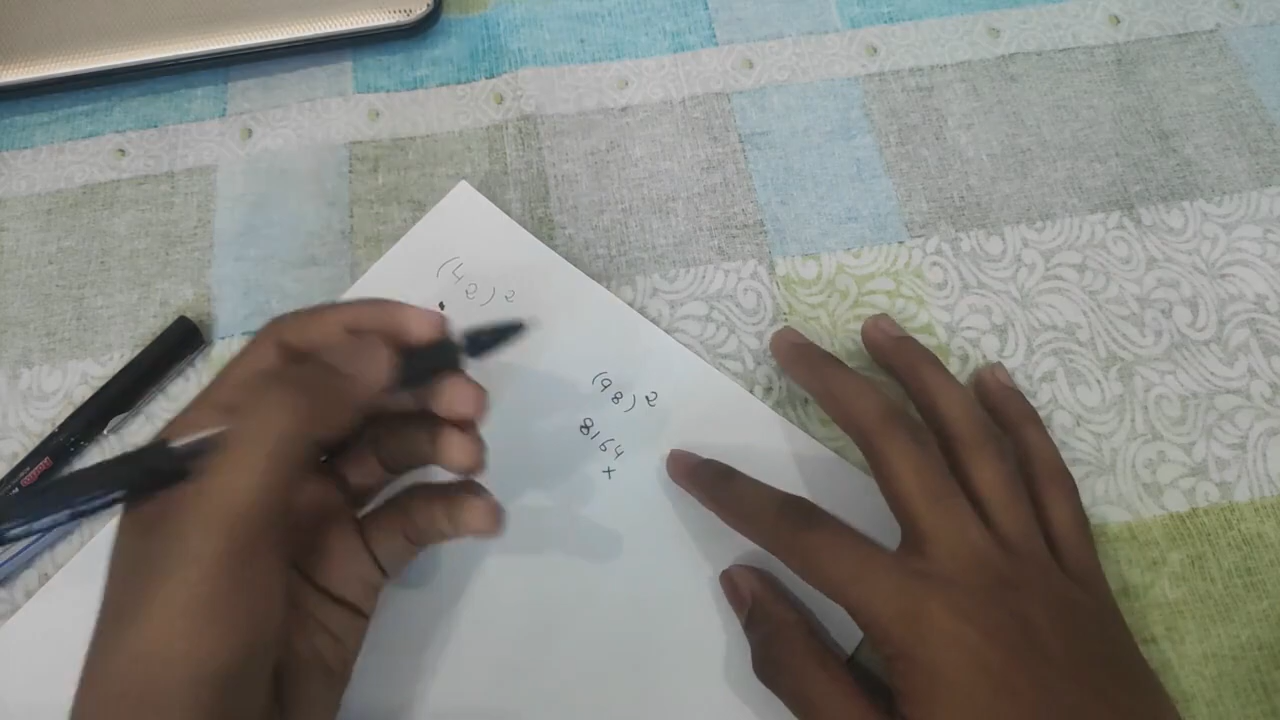 (42)²
(98)²
8164
×